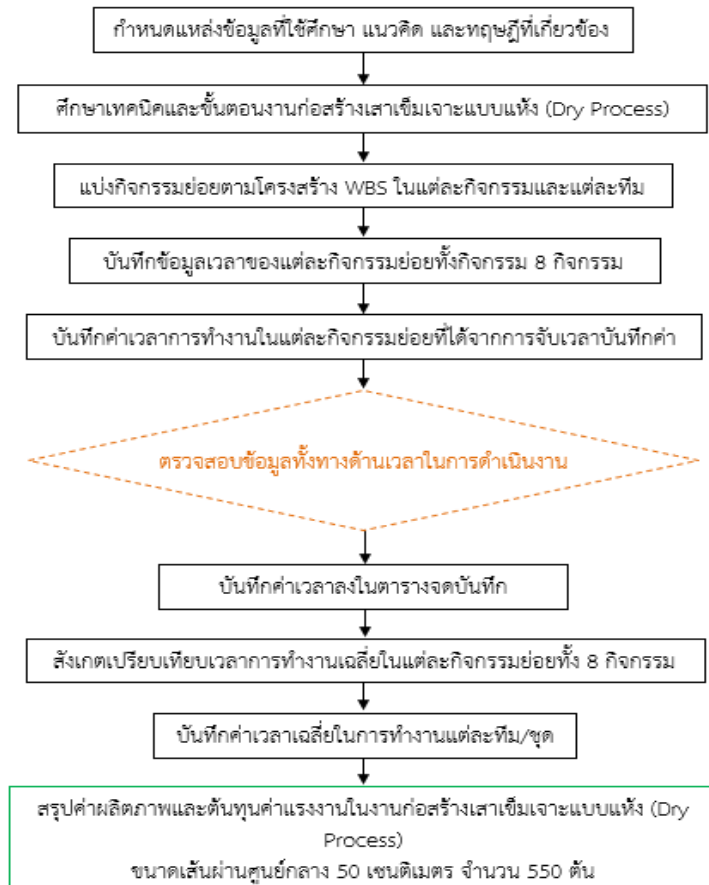 กำหนดแหล่งข้อมูลที่ใช้ศึกษา แนวคิด และทฤษฎีที่เกี่ยวข้อง
ศึกษาเทคนิคและขั้นตอนงานก่อสร้างเสาเข็มเจาะแบบแห้ง (Dry Process)
แบ่งกิจกรรมย่อยตามโครงสร้าง WBS ในแต่ละกิจกรรมและแต่ละทีม
บันทึกข้อมูลเวลาของแต่ละกิจกรรมย่อยทั้งกิจกรรม 8 กิจกรรม
บันทึกค่าเวลาการทำงานในแต่ละกิจกรรมย่อยที่ได้จากการจับเวลาบันทึกค่า
ตรวจสอบข้อมูลทั้งทางด้านเวลาในการดำเนินงาน
บันทึกค่าเวลาลงในตารางจดบันทึก
สังเกตเปรียบเทียบเวลาการทำงานเฉลี่ยในแต่ละกิจกรรมย่อยทั้ง 8 กิจกรรม
บันทึกค่าเวลาเฉลี่ยในการทำงานแต่ละทีม/ชุด
สรุปค่าผลิตภาพและต้นทุนค่าแรงงานในงานก่อสร้างเสาเข็มเจาะแบบแห้ง (Dry
Process)
ขนาดเส้นผ่านศูนย์กลาง 50 เซนติเมตร จำนวน 550 ต้น